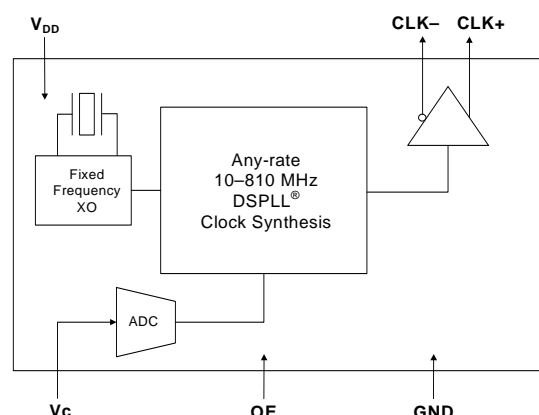 VDD
CLK– CLK+
Fixed
Frequency
XO
Any-rate
10–810 MHz
DSPLL®
Clock Synthesis
ADC
Vc
OE
GND